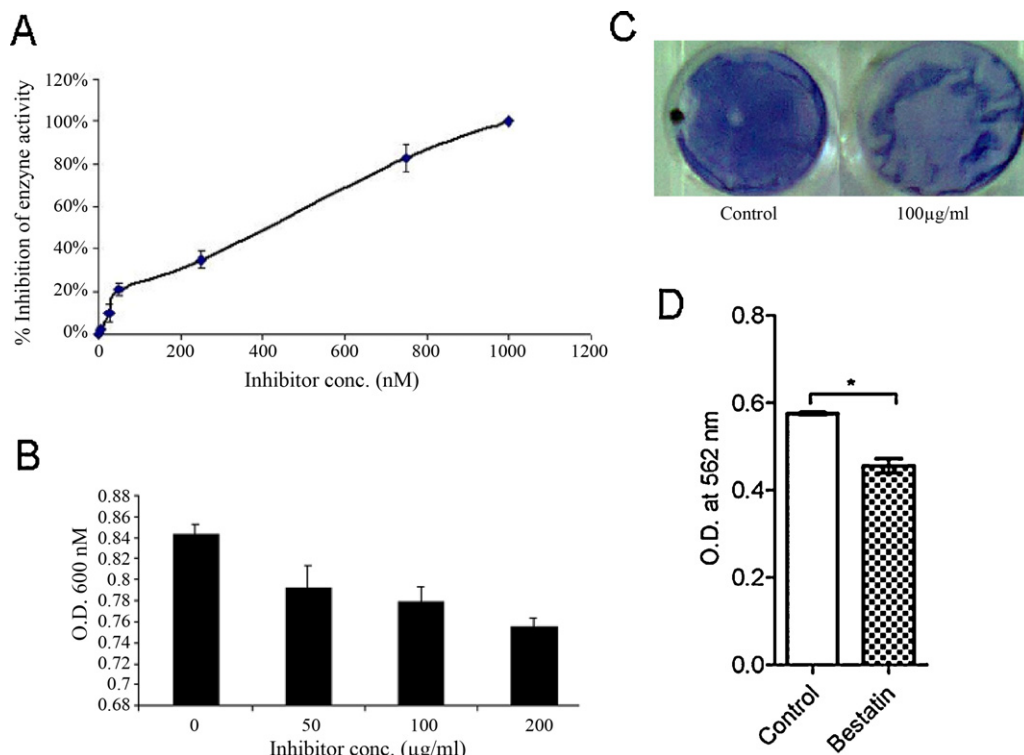 A
% Inhibition of enzyme activity
120%
100%
80%
60%
40%
20%
0%
0 200 400 600 800 1000 1200
Inhibitor conc. (nM)
B
O.D. 600 nM
0.88
0.86
0.84
0.82
0.8
0.78
0.76
0.74
0.72
0.7
0.68
0 50 100 200
Inhibitor conc. (µg/ml)
C
Control 100µg/ml
D
O.D. at 562 nm
0.8
0.6
0.4
0.2
0.0
*
Control
Bestatin